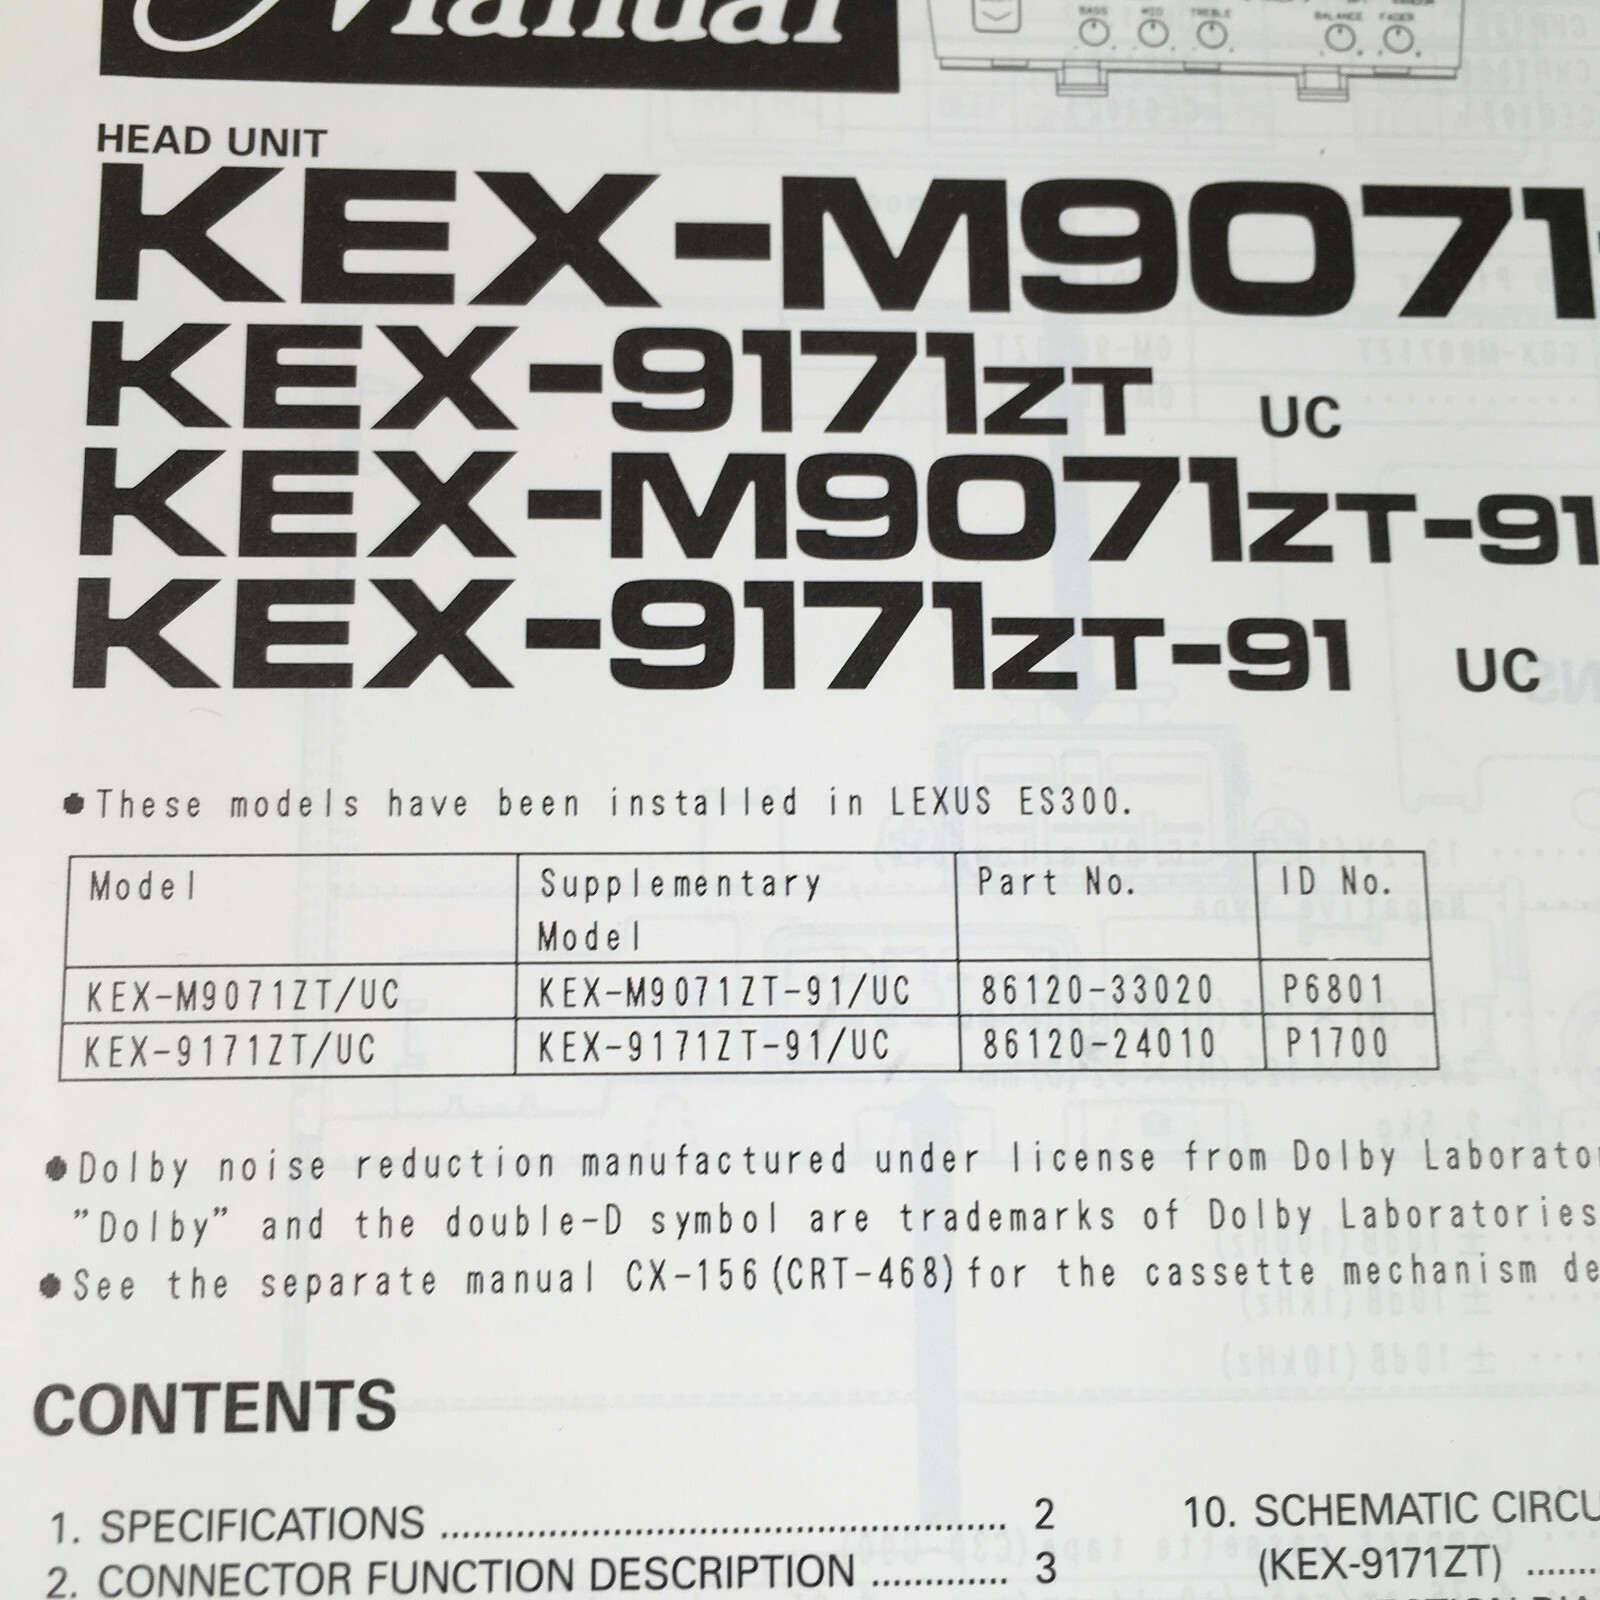 Manual
BASS MID TREBLE BALANCE FADER
HEAD UNIT
KEX-M9071
KEX-9171ZT UC
KEX-M9071ZT-91
KEX-9171ZT-91 UC
●These models have been installed in LEXUS ES300.
Model Supplementary Model Part No. ID No.
KEX-M9071ZT/UC KEX-M9071ZT-91/UC 86120-33020 P6801
KEX-9171ZT/UC KEX-9171ZT-91/UC 86120-24010 P1700
●Dolby noise reduction manufactured under license from Dolby Laborato
"Dolby" and the double-D symbol are trademarks of Dolby Laboratories
●See the separate manual CX-156(CRT-468)for the cassette mechanism de
CONTENTS
1. SPECIFICATIONS ........................................ 2
2. CONNECTOR FUNCTION DESCRIPTION ............. 3
10. SCHEMATIC CIRCU
(KEX-9171ZT) .......